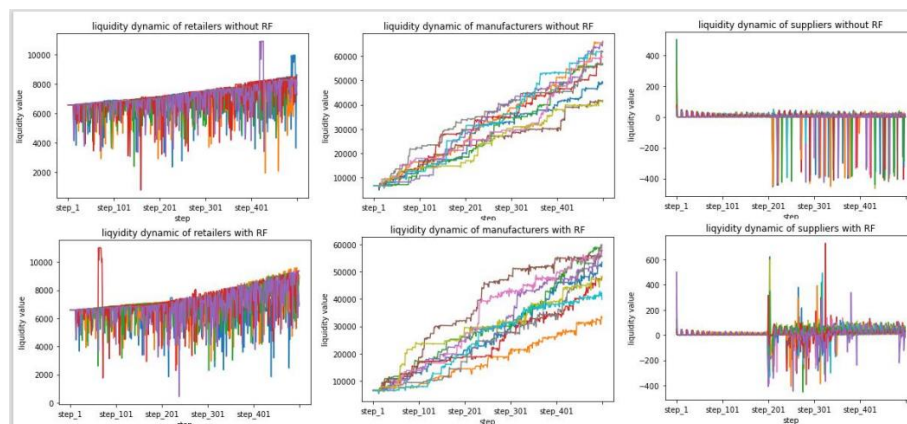 liquidity dynamic of retailers without RF
10000
8000
6000
4000
2000
liquidity value
step_1 step_101 step_201 step_301 step_401
step
liquidity dynamic of manufacturers without RF
60000
50000
40000
30000
20000
10000
liquidity value
step_1 step_101 step_201 step_301 step_401
step
liquidity dynamic of suppliers without RF
400
200
0
−200
−400
liquidity value
step_1 step_101 step_201 step_301 step_401
step
liqyidity dynamic of retailers with RF
10000
8000
6000
4000
2000
0
liquidity value
step_1 step_101 step_201 step_301 step_401
step
liqyidity dynamic of manufacturers with RF
60000
50000
40000
30000
20000
10000
liquidity value
step_1 step_101 step_201 step_301 step_401
step
liquidity dynamic of suppliers with RF
600
400
200
0
−200
−400
liquidity value
step_1 step_101 step_201 step_301 step_401
step